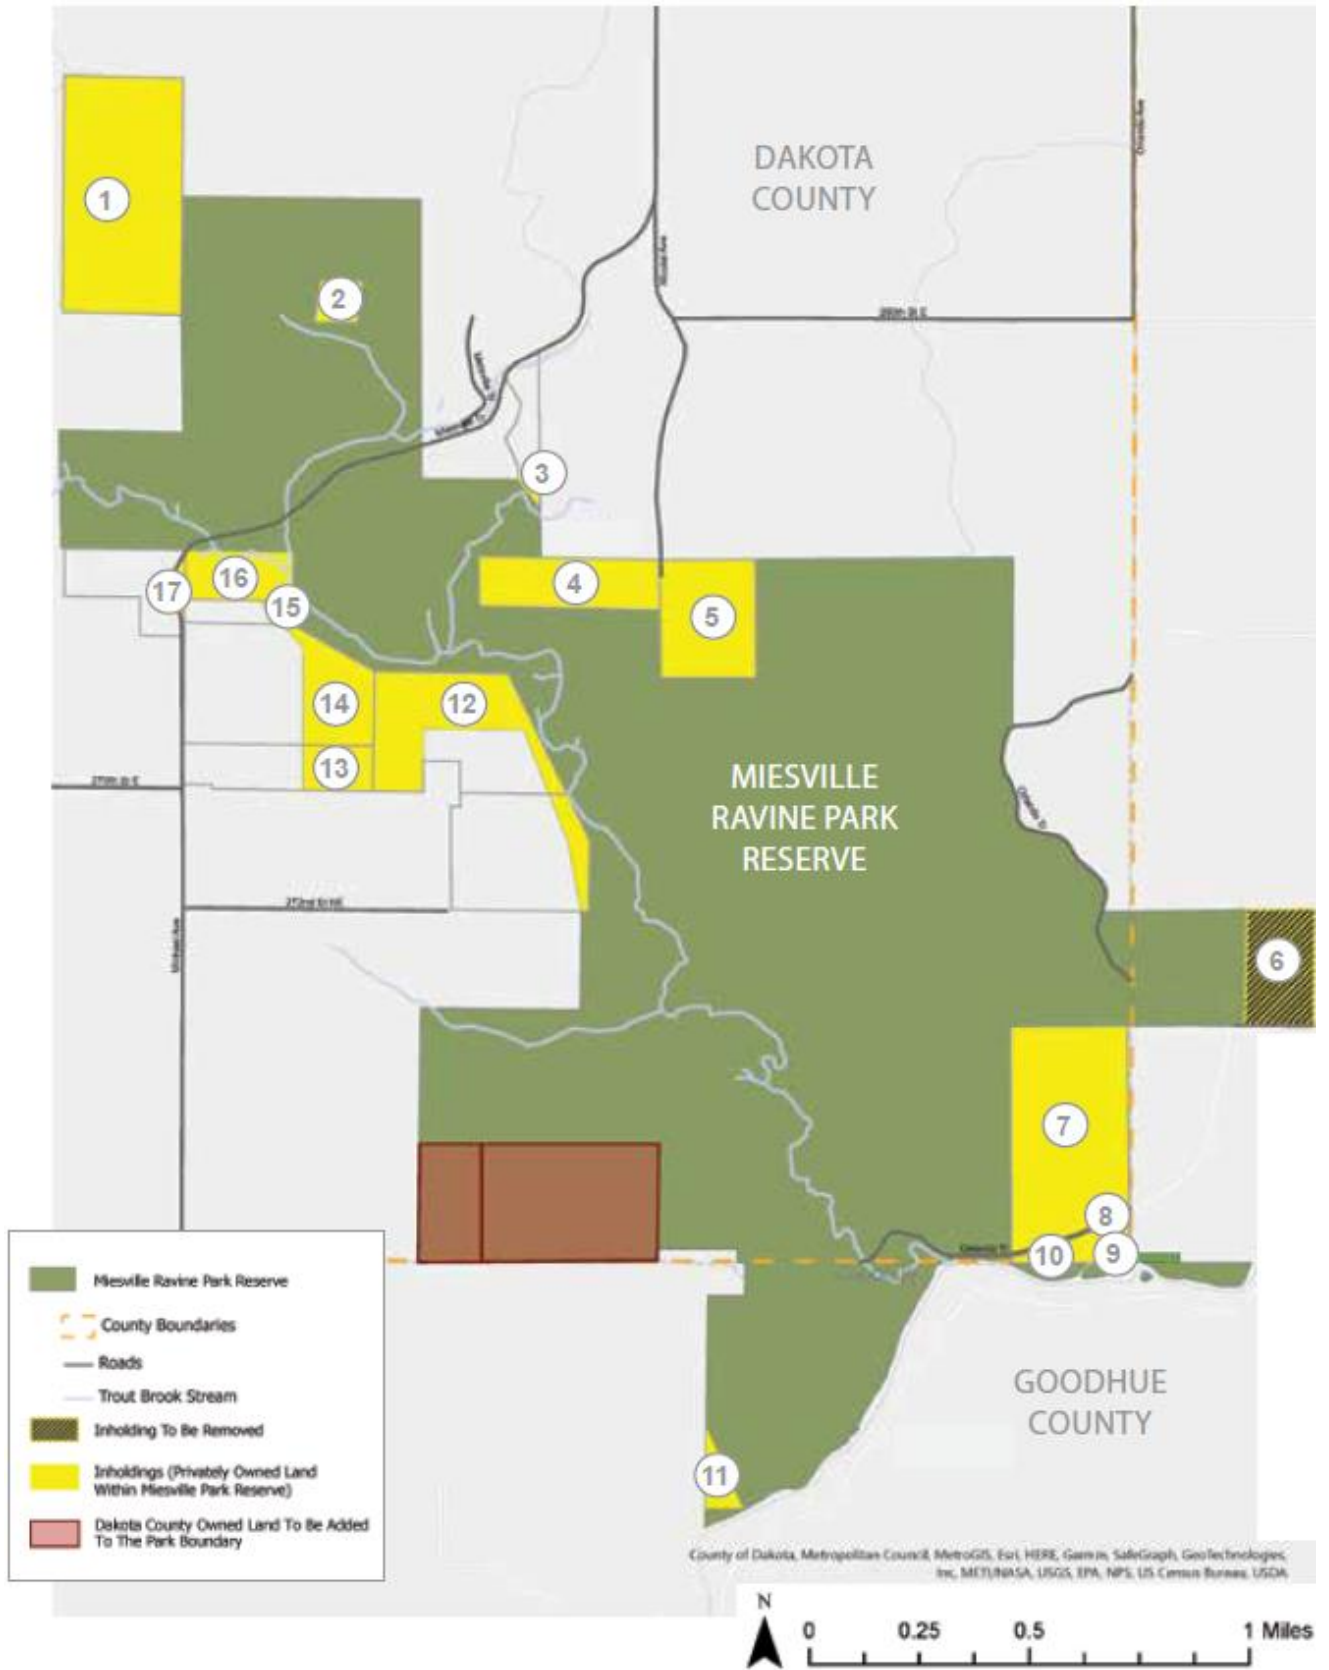 DAKOTA
COUNTY
1
2
3
4
5
16
17
15
14
12
13
MIESVILLE
RAVINE PARK
RESERVE
6
7
8
10
9
11
GOODHUE
COUNTY
Miesville Ravine Park Reserve
County Boundaries
Roads
Trout Brook Stream
Inholding To Be Removed
Inholdings (Privately Owned Land
Within Miesville Park Reserve)
Dakota County Owned Land To Be Added
To The Park Boundary
County of Dakota, Metropolitan Council, MetroGIS, Esri, HERE, Garmin, SafeGraph, GeoTechnologies,
Inc, METI/NASA, USGS, EPA, NPS, US Census Bureau, USDA
N
0 0.25 0.5 1 Miles